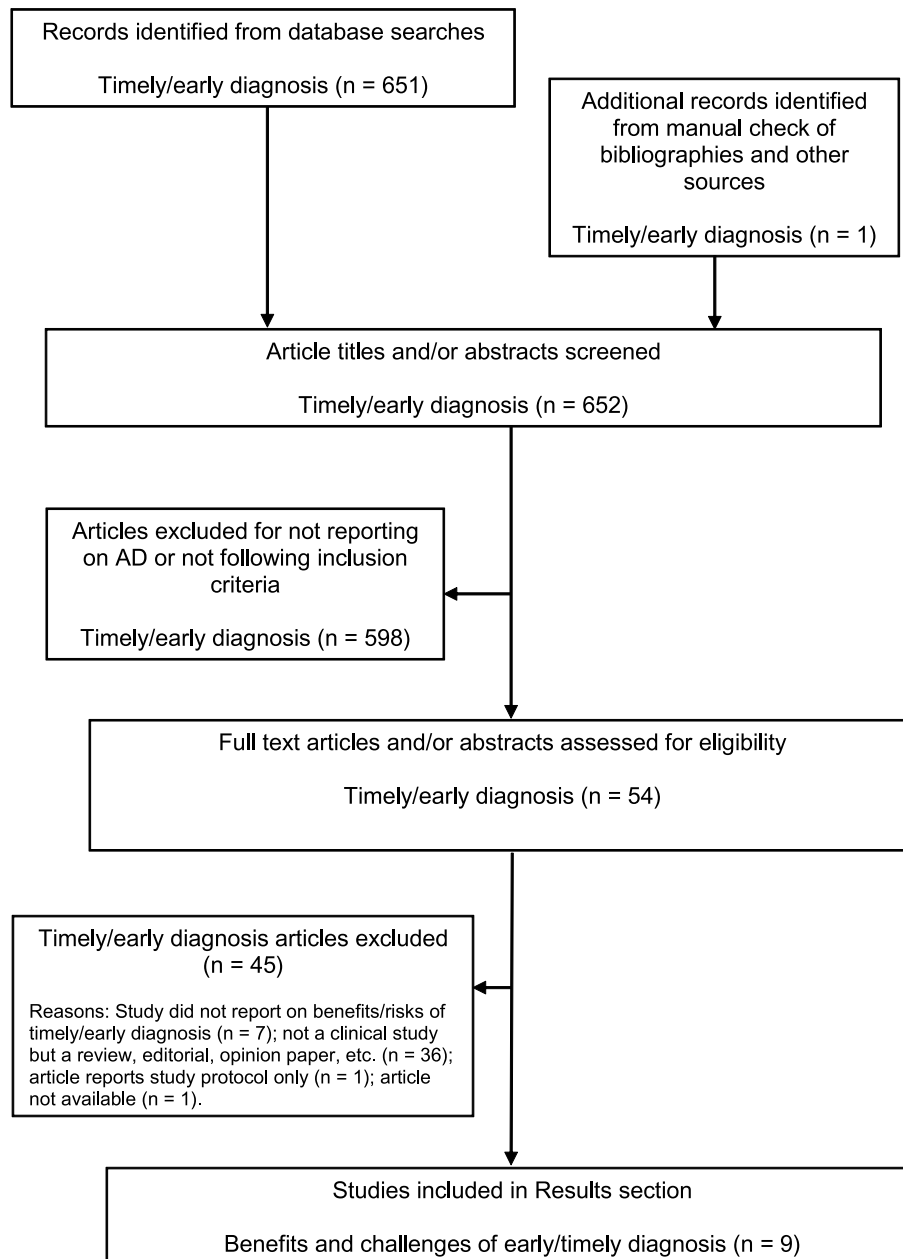 Records identified from database searches
Timely/early diagnosis (n = 651)
Additional records identified
from manual check of
bibliographies and other
sources
Timely/early diagnosis (n = 1)
Article titles and/or abstracts screened
Timely/early diagnosis (n = 652)
Articles excluded for not reporting
on AD or not following inclusion
criteria
Timely/early diagnosis (n = 598)
Full text articles and/or abstracts assessed for eligibility
Timely/early diagnosis (n = 54)
Timely/early diagnosis articles excluded
(n = 45)
Reasons: Study did not report on benefits/risks of
timely/early diagnosis (n = 7); not a clinical study
but a review, editorial, opinion paper, etc. (n = 36);
article reports study protocol only (n = 1); article
not available (n = 1).
Studies included in Results section
Benefits and challenges of early/timely diagnosis (n = 9)